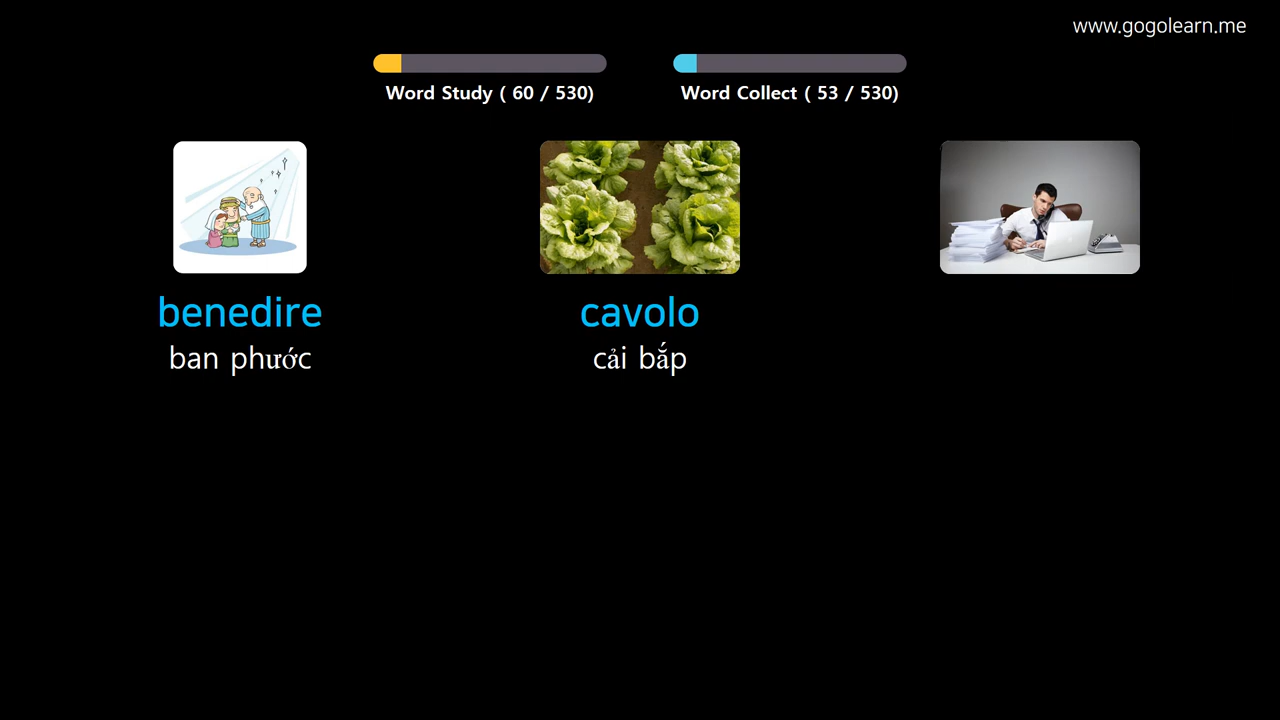 www.gogolearn.me
Word Study ( 60 / 530)
Word Collect ( 53 / 530)
benedire
ban phước
cavolo
cải bắp